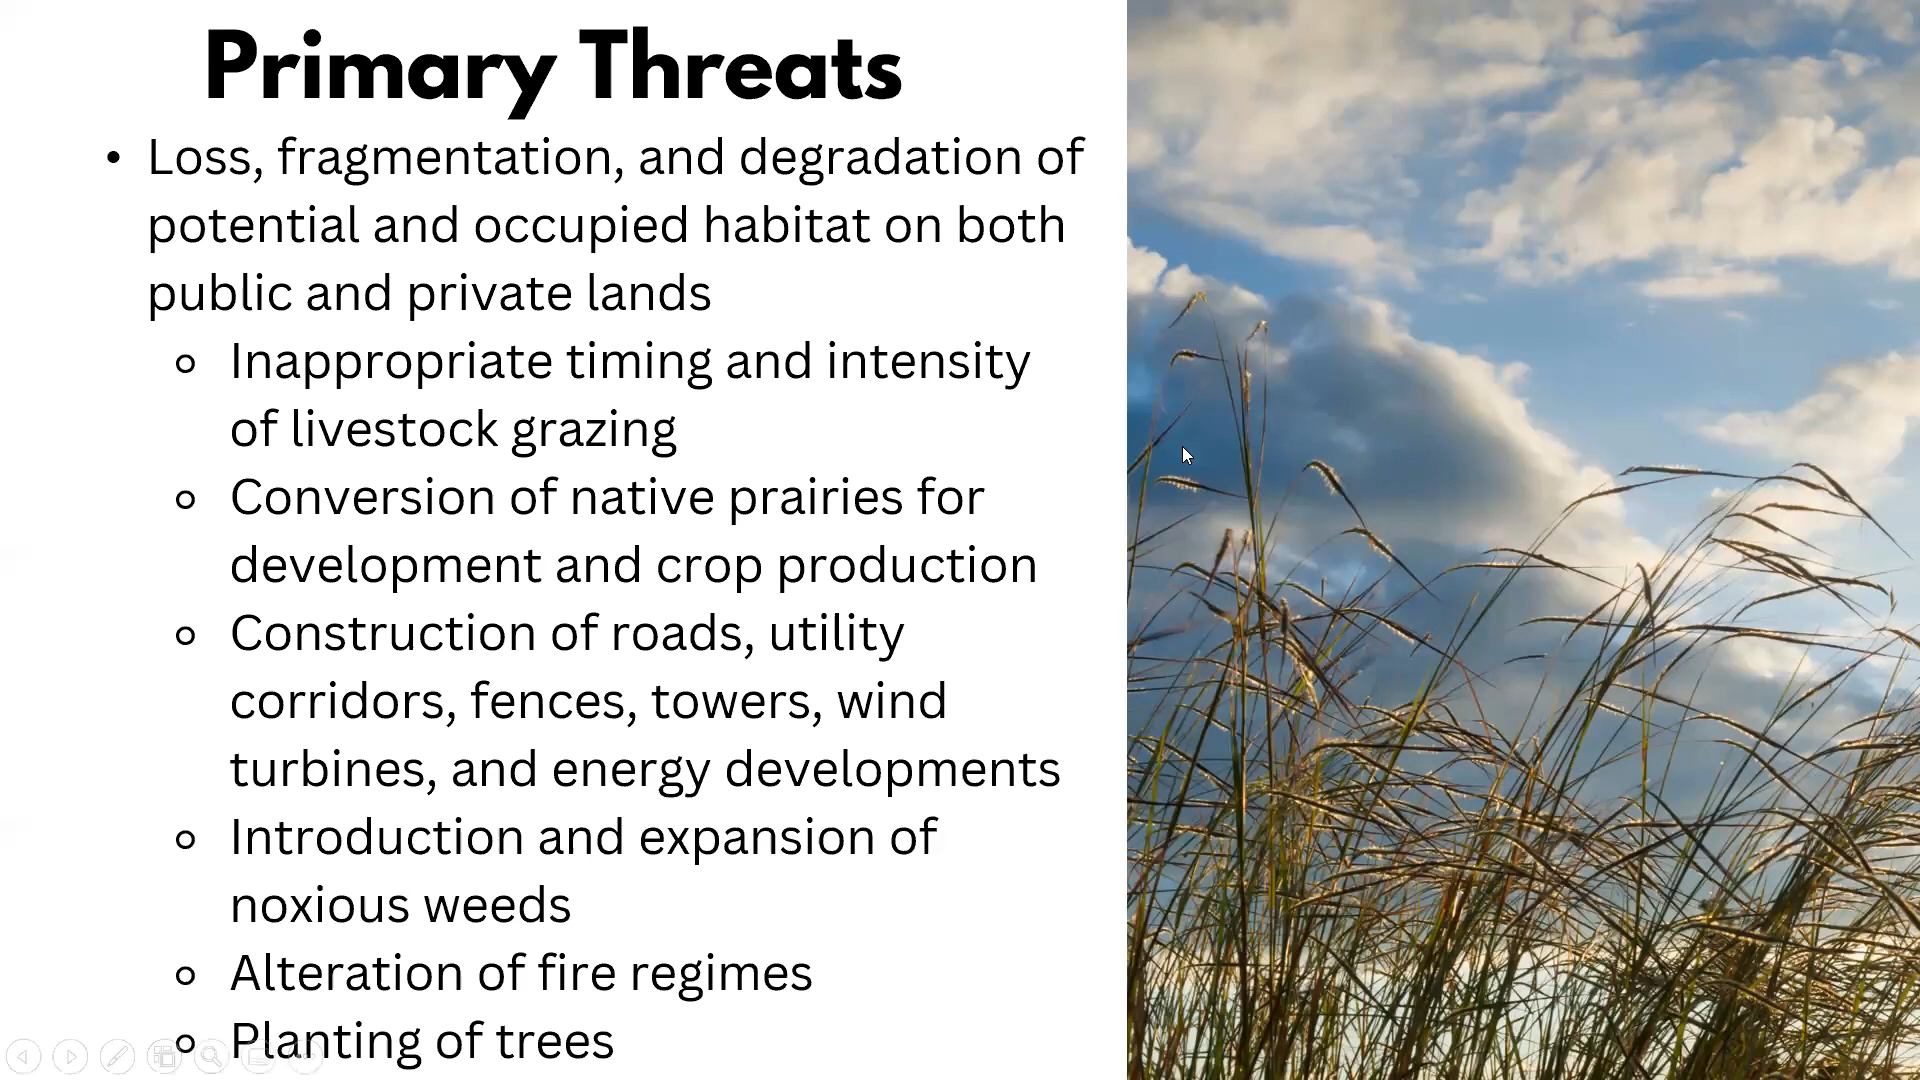 Primary Threats
• Loss, fragmentation, and degradation of
potential and occupied habitat on both
public and private lands
◦ Inappropriate timing and intensity
of livestock grazing
◦ Conversion of native prairies for
development and crop production
◦ Construction of roads, utility
corridors, fences, towers, wind
turbines, and energy developments
◦ Introduction and expansion of
noxious weeds
◦ Alteration of fire regimes
◦ Planting of trees